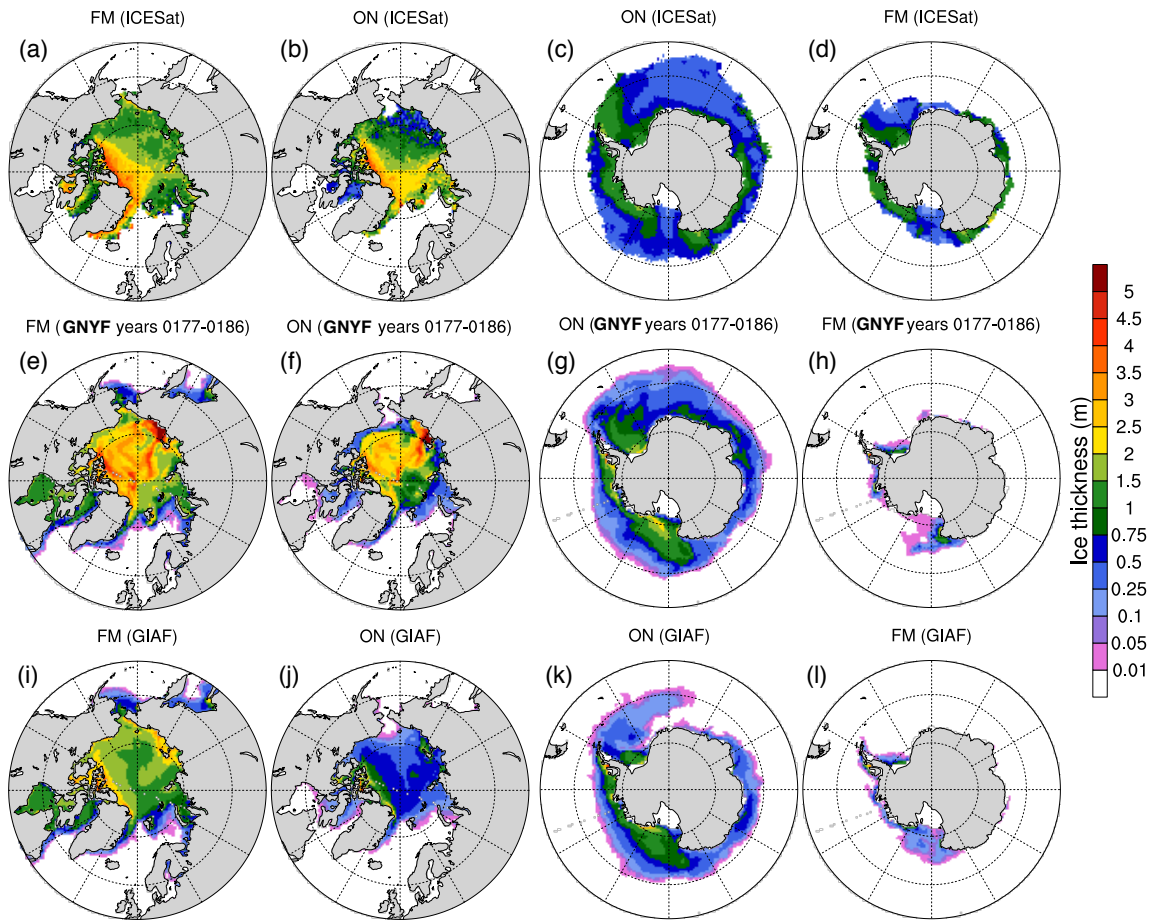 FM (ICESat)
ON (ICESat)
ON (ICESat)
FM (ICESat)
(a)
(b)
(c)
(d)
FM (GNYF years 0177-0186)
ON (GNYF years 0177-0186)
ON (GNYF years 0177-0186)
FM (GNYF years 0177-0186)
(e)
(f)
(g)
(h)
FM (GIAF)
ON (GIAF)
ON (GIAF)
FM (GIAF)
(i)
(j)
(k)
(l)
Ice thickness (m)
5
4.5
4
3.5
3
2.5
2
1.5
1
0.75
0.5
0.25
0.1
0.05
0.01